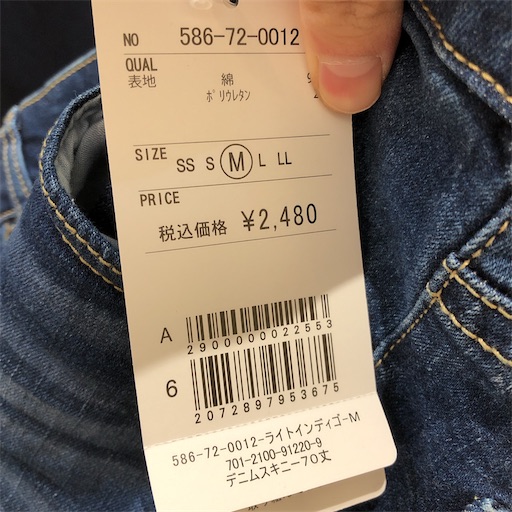 NO 586-72-0012
QUAL
表地 綿 9
ポリウレタン 2
SIZE SS S M L LL
PRICE
税込価格 ¥2,480
A
2900000022553
6
2072897953675
586-72-0012-ライトインディゴ-M
701-2100-91220-9
デニムスキニー70丈